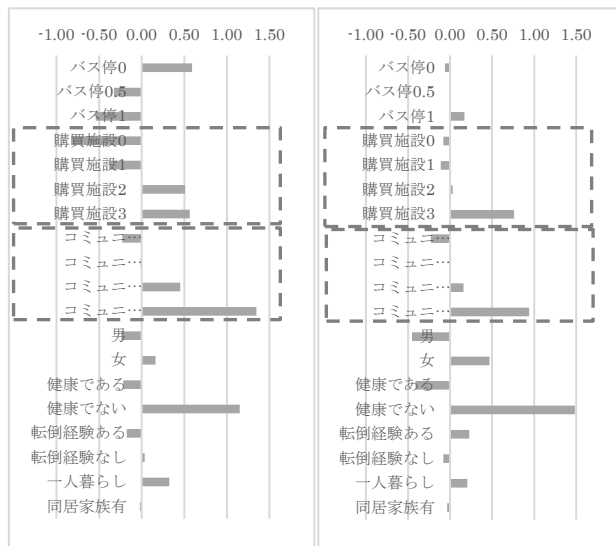 -1.00 -0.50 0.00 0.50 1.00 1.50
バス停0
バス停0.5
バス停1
購買施設0
購買施設1
購買施設2
購買施設3
コミュニ…
コミュニ…
コミュニ…
コミュニ…
男
女
健康である
健康でない
転倒経験ある
転倒経験なし
一人暮らし
同居家族有
-1.00 -0.50 0.00 0.50 1.00 1.50
バス停0
バス停0.5
バス停1
購買施設0
購買施設1
購買施設2
購買施設3
コミュニ…
コミュニ…
コミュニ…
コミュニ…
男
女
健康である
健康でない
転倒経験ある
転倒経験なし
一人暮らし
同居家族有